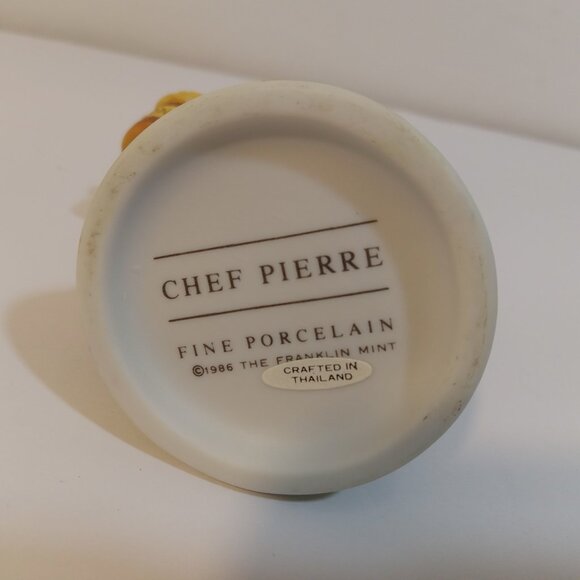 CHEF PIERRE
FINE PORCELAIN
©1986 THE FRANKLIN MINT
CRAFTED IN
THAILAND